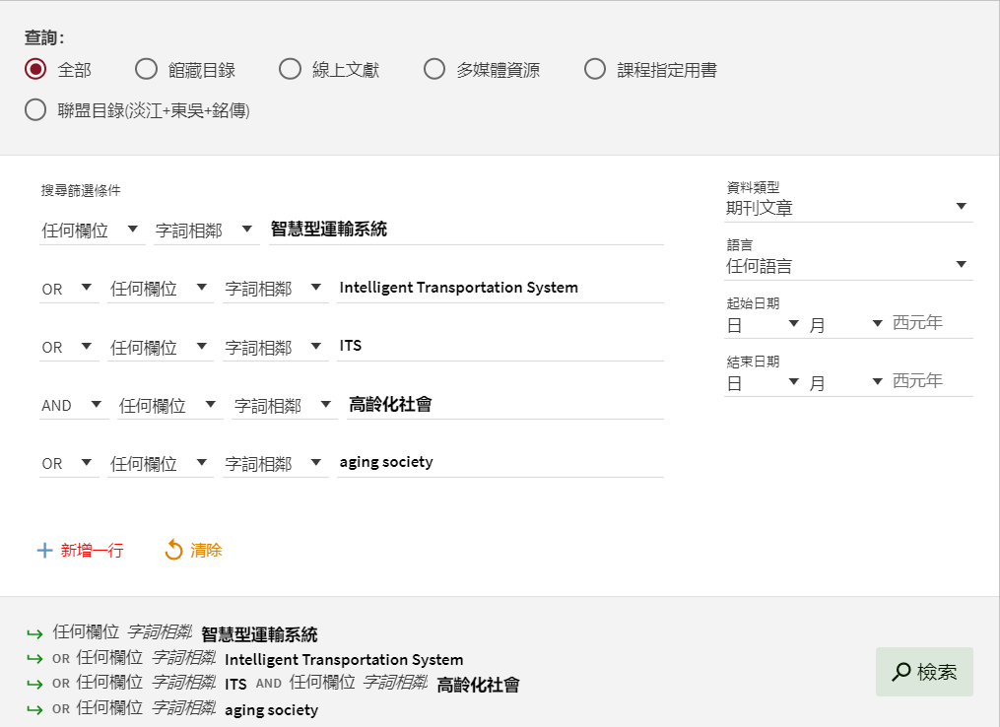 查詢：
全部 館藏目錄 線上文獻 多媒體資源 課程指定用書
聯盟目錄(淡江+東吳+銘傳)
搜尋篩選條件
任何欄位 字詞相鄰 智慧型運輸系統
OR 任何欄位 字詞相鄰 Intelligent Transportation System
OR 任何欄位 字詞相鄰 ITS
AND 任何欄位 字詞相鄰 高齡化社會
OR 任何欄位 字詞相鄰 aging society
新增一行 清除
資料類型
期刊文章
語言
任何語言
起始日期
日 月 西元年
結束日期
日 月 西元年
任何欄位 字詞相鄰 智慧型運輸系統
OR 任何欄位 字詞相鄰 Intelligent Transportation System
OR 任何欄位 字詞相鄰 ITS AND 任何欄位 字詞相鄰 高齡化社會
OR 任何欄位 字詞相鄰 aging society
檢索